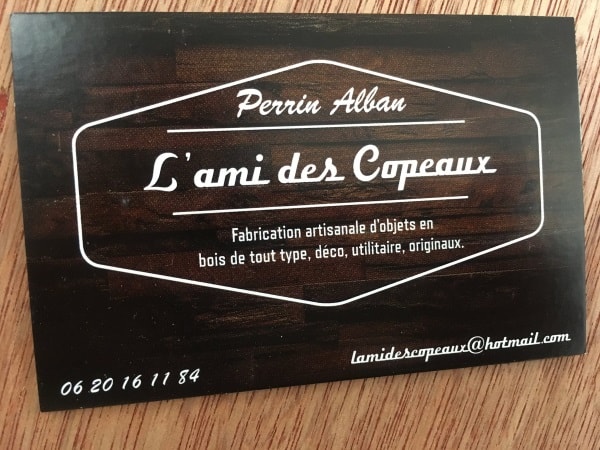 Perrin Alban
L'ami des Copeaux
Fabrication artisanale d'objets en
bois de tout type, déco, utilitaire, originaux.
lamidescopeaux@hotmail.com
06 20 16 11 84